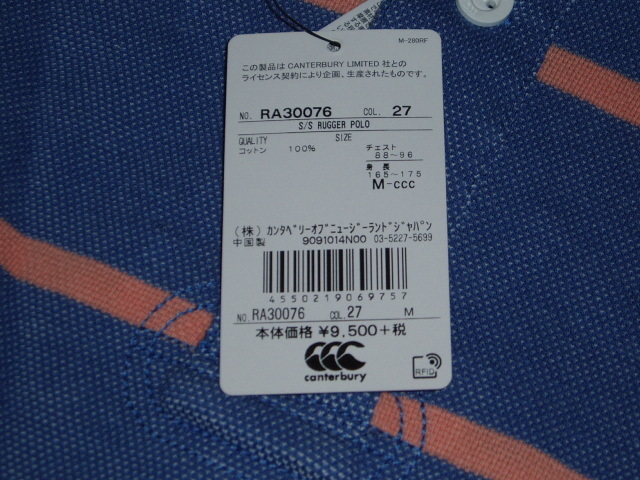 M-280RF
この製品は CANTERBURY LIMITED 社との
ライセンス契約により企画、生産されたものです。
NO. RA30076 COL. 27
S/S RUGGER POLO
QUALITY SIZE
コットン 100% チェスト
88～96
身 長
165～175
M-ccc
(株) ｶﾝﾀﾍﾞﾘｰｵﾌﾞﾆｭｰｼﾞｰﾗﾝﾄﾞｼﾞｬﾊﾟﾝ
中国製 9091014N00 03-5227-5699
4550219069757
NO. RA30076 COL. 27 M
本体価格 ¥9,500+税
canterbury
RFID